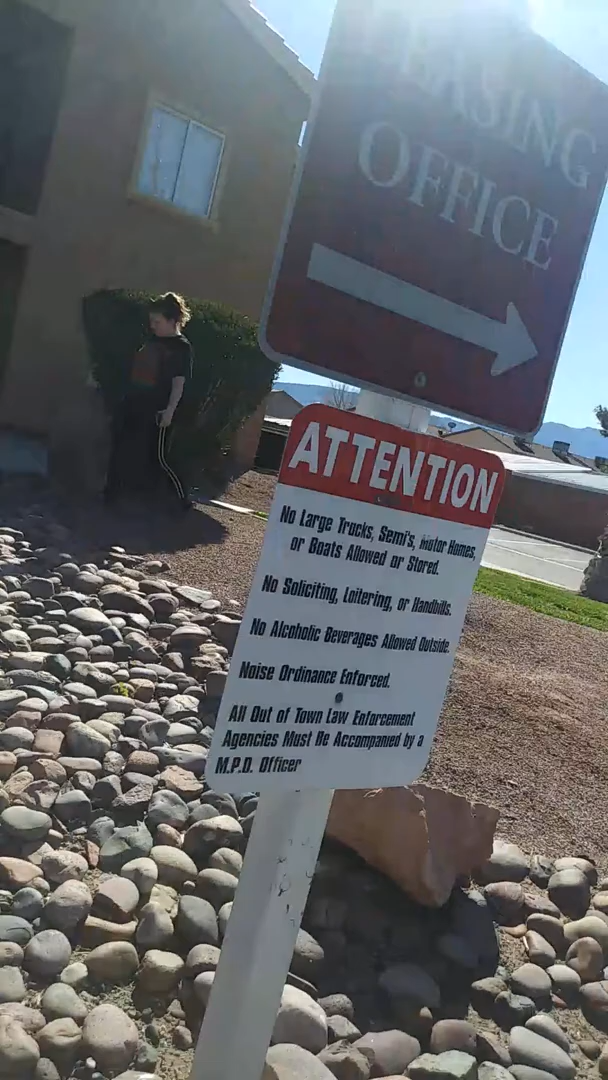 LEASING
OFFICE
ATTENTION
No Large Trucks, Semi's, Motor Homes,
or Boats Allowed or Stored.
No Soliciting, Loitering, or Handbills.
No Alcoholic Beverages Allowed Outside.
Noise Ordinance Enforced.
All Out of Town Law Enforcement
Agencies Must Be Accompanied by a
M.P.D. Officer